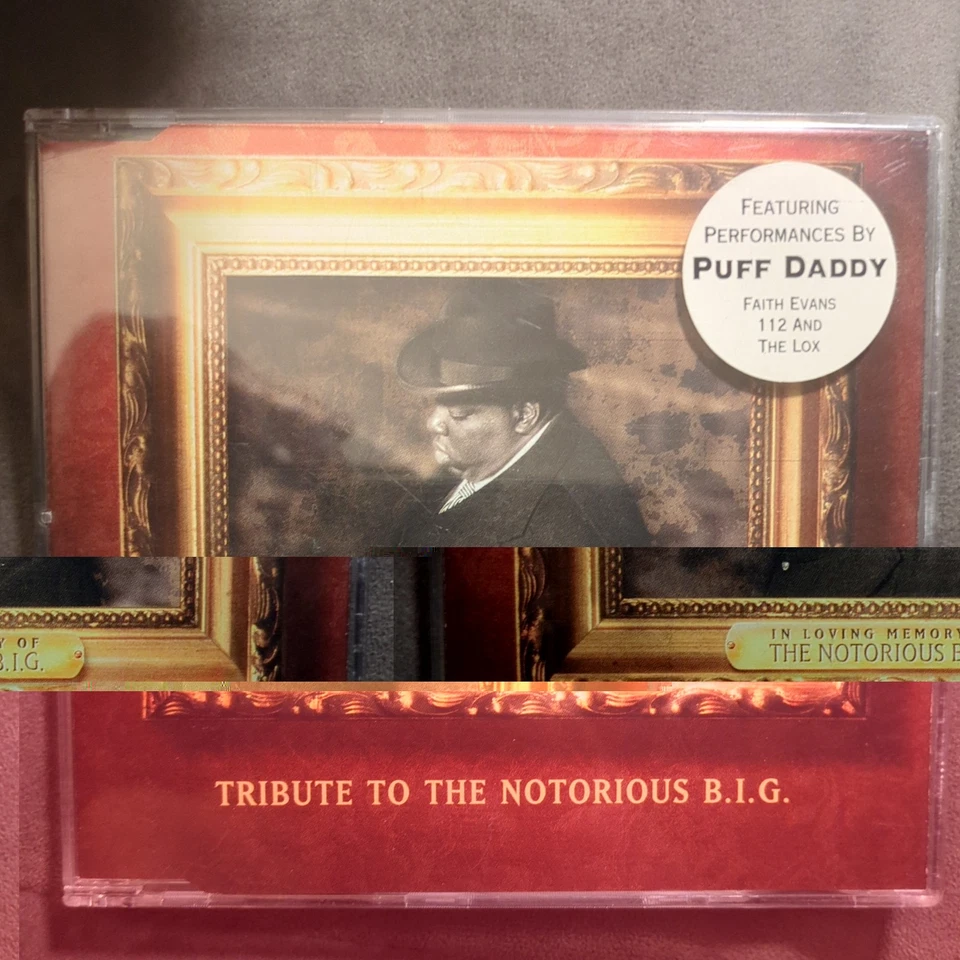 FEATURING
PERFORMANCES BY
PUFF DADDY
FAITH EVANS
112 AND
THE LOX
Y OF
B.I.G.
IN LOVING MEMORY
THE NOTORIOUS B
TRIBUTE TO THE NOTORIOUS B.I.G.